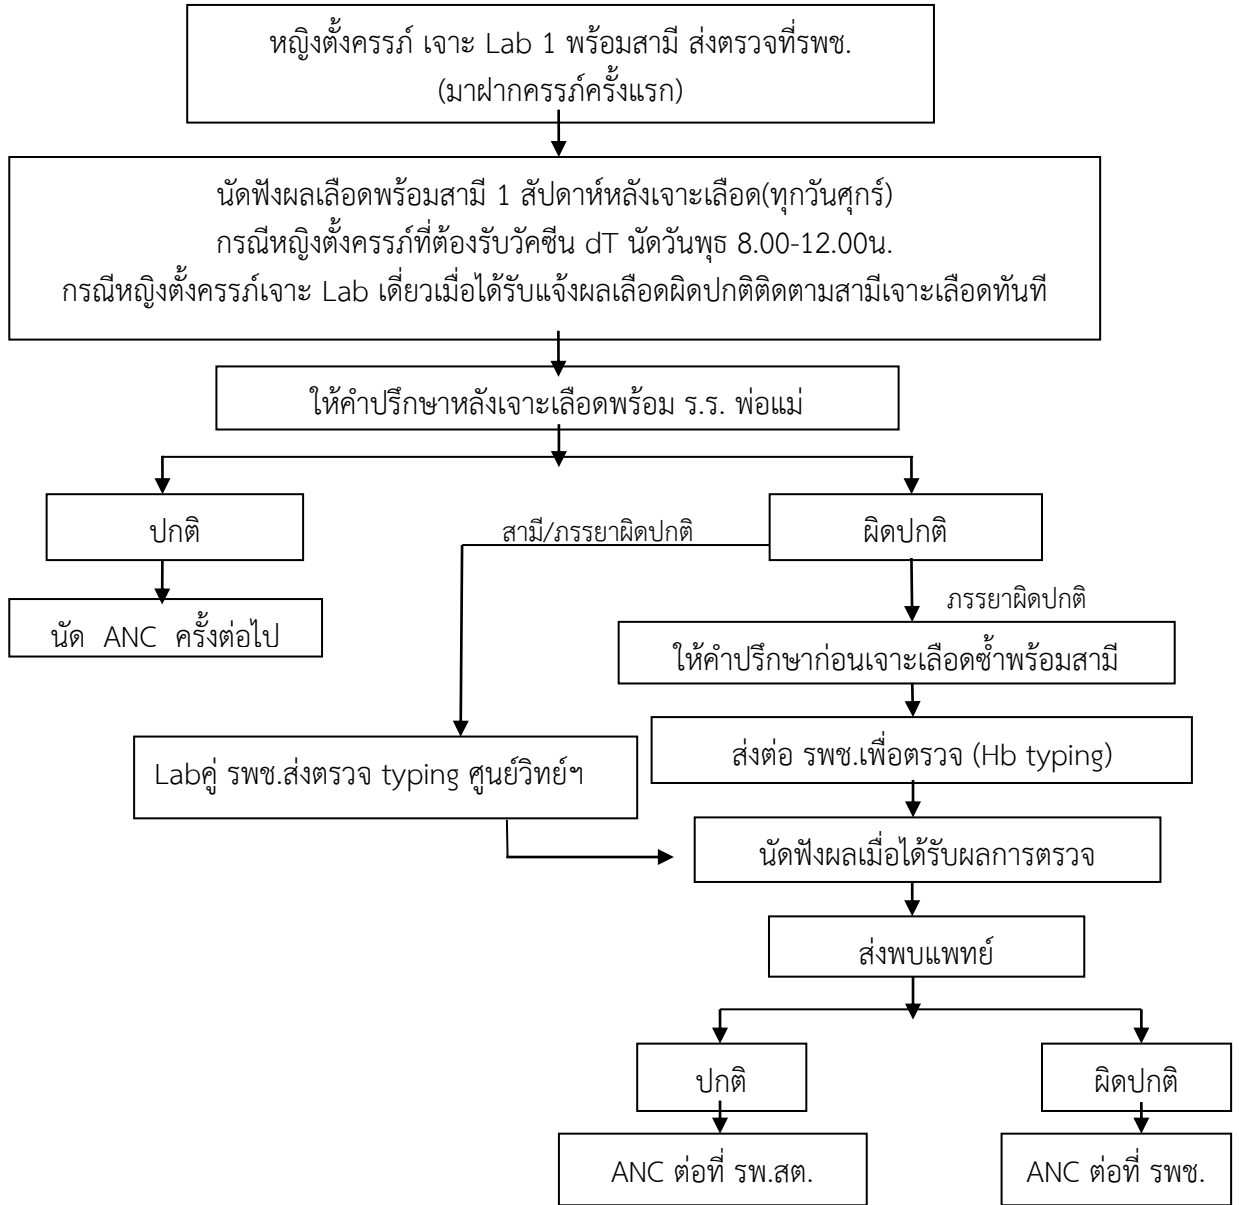 หญิงตั้งครรภ์ เจาะ Lab 1 พร้อมสามี ส่งตรวจที่รพช.
(มาฝากครรภ์ครั้งแรก)
นัดฟังผลเลือดพร้อมสามี 1 สัปดาห์หลังเจาะเลือด(ทุกวันศุกร์)
กรณีหญิงตั้งครรภ์ที่ต้องรับวัคซีน dT นัดวันพุธ 8.00-12.00น.
กรณีหญิงตั้งครรภ์เจาะ Lab เดี่ยวเมื่อได้รับแจ้งผลเลือดผิดปกติติดตามสามีเจาะเลือดทันที
ให้คำปรึกษาหลังเจาะเลือดพร้อม ร.ร. พ่อแม่
ปกติ
สามี/ภรรยาผิดปกติ
ผิดปกติ
ภรรยาผิดปกติ
นัด ANC ครั้งต่อไป
ให้คำปรึกษาก่อนเจาะเลือดซ้ำพร้อมสามี
Labคู่ รพช.ส่งตรวจ typing ศูนย์วิทย์ฯ
ส่งต่อ รพช.เพื่อตรวจ (Hb typing)
นัดฟังผลเมื่อได้รับผลการตรวจ
ส่งพบแพทย์
ปกติ
ผิดปกติ
ANC ต่อที่ รพ.สต.
ANC ต่อที่ รพช.